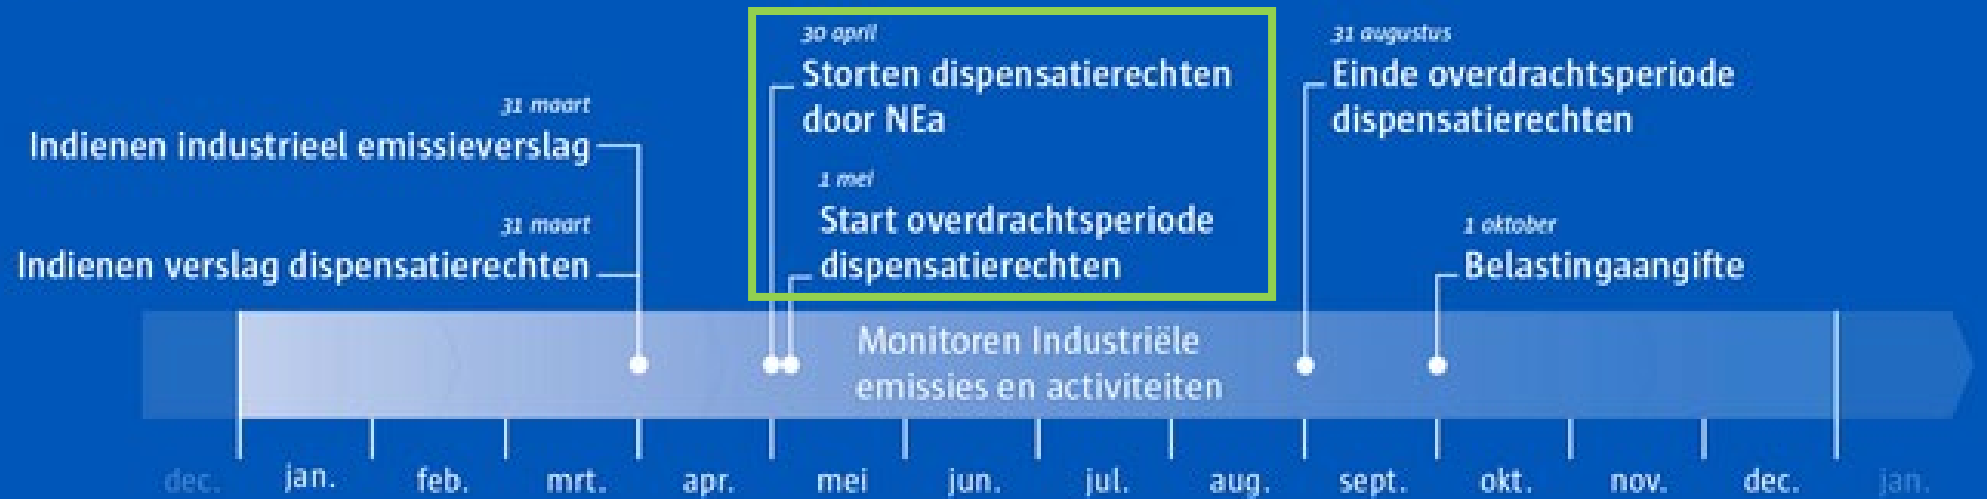 31 maart
Indienen industrieel emissieverslag
31 maart
Indienen verslag dispensatierechten
30 april
Storten dispensatierechten
door NEa
1 mei
Start overdrachtsperiode
dispensatierechten
31 augustus
Einde overdrachtsperiode
dispensatierechten
1 oktober
Belastingaangifte
Monitoren Industriële
emissies en activiteiten
dec. jan. feb. mrt. apr. mei jun. jul. aug. sept. okt. nov. dec. jan.